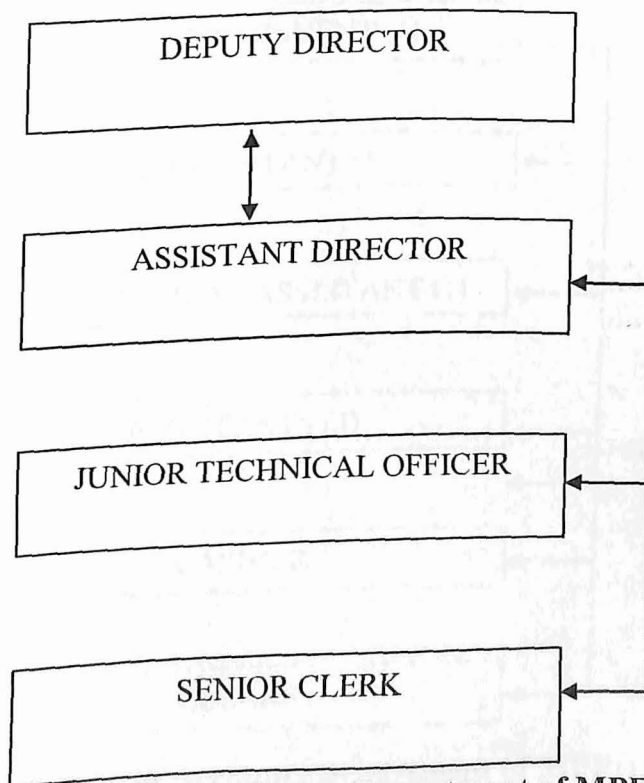 DEPUTY DIRECTOR
ASSISTANT DIRECTOR
JUNIOR TECHNICAL OFFICER
SENIOR CLERK